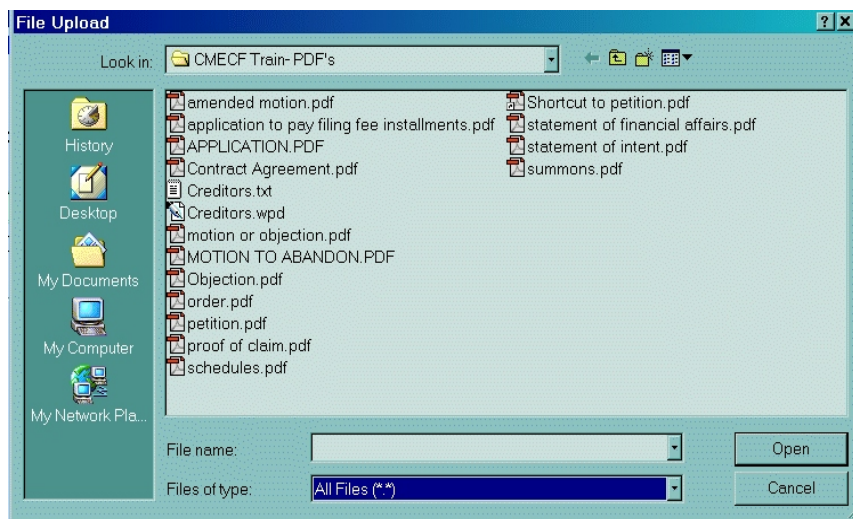 File Upload
Look in: CMECF Train- PDF's
History
Desktop
My Documents
My Computer
My Network Pla...
amended motion.pdf
application to pay filing fee installments.pdf
APPLICATION.PDF
Contract Agreement.pdf
Creditors.txt
Creditors.wpd
motion or objection.pdf
MOTION TO ABANDON.PDF
Objection.pdf
order.pdf
petition.pdf
proof of claim.pdf
schedules.pdf
Shortcut to petition.pdf
statement of financial affairs.pdf
statement of intent.pdf
summons.pdf
File name:
Open
Files of type: All Files (*.*)
Cancel